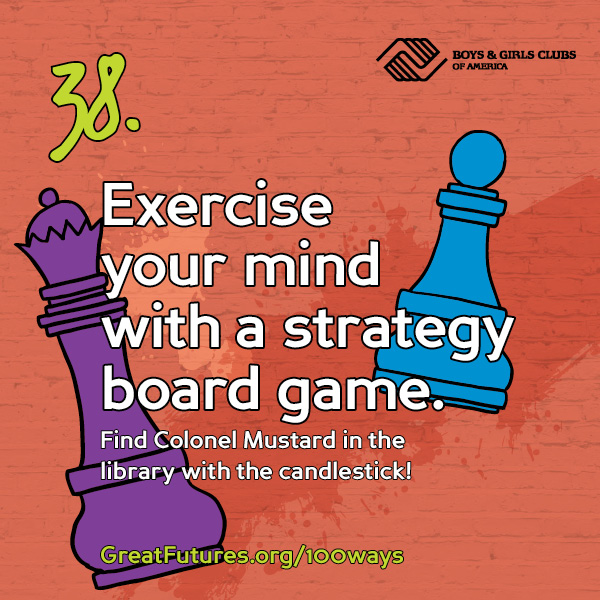 38.
BOYS & GIRLS CLUBS
OF AMERICA
Exercise
your mind
with a strategy
board game.
Find Colonel Mustard in the
library with the candlestick!
GreatFutures.org/100ways